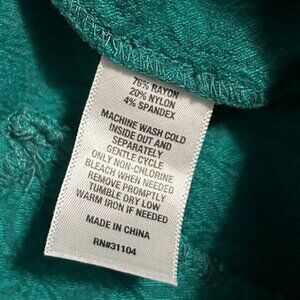 76% RAYON
20% NYLON
4% SPANDEX
MACHINE WASH COLD
INSIDE OUT AND
SEPARATELY
GENTLE CYCLE
ONLY NON-CHLORINE
BLEACH WHEN NEEDED
REMOVE PROMPTLY
TUMBLE DRY LOW
WARM IRON IF NEEDED
MADE IN CHINA
RN#31104